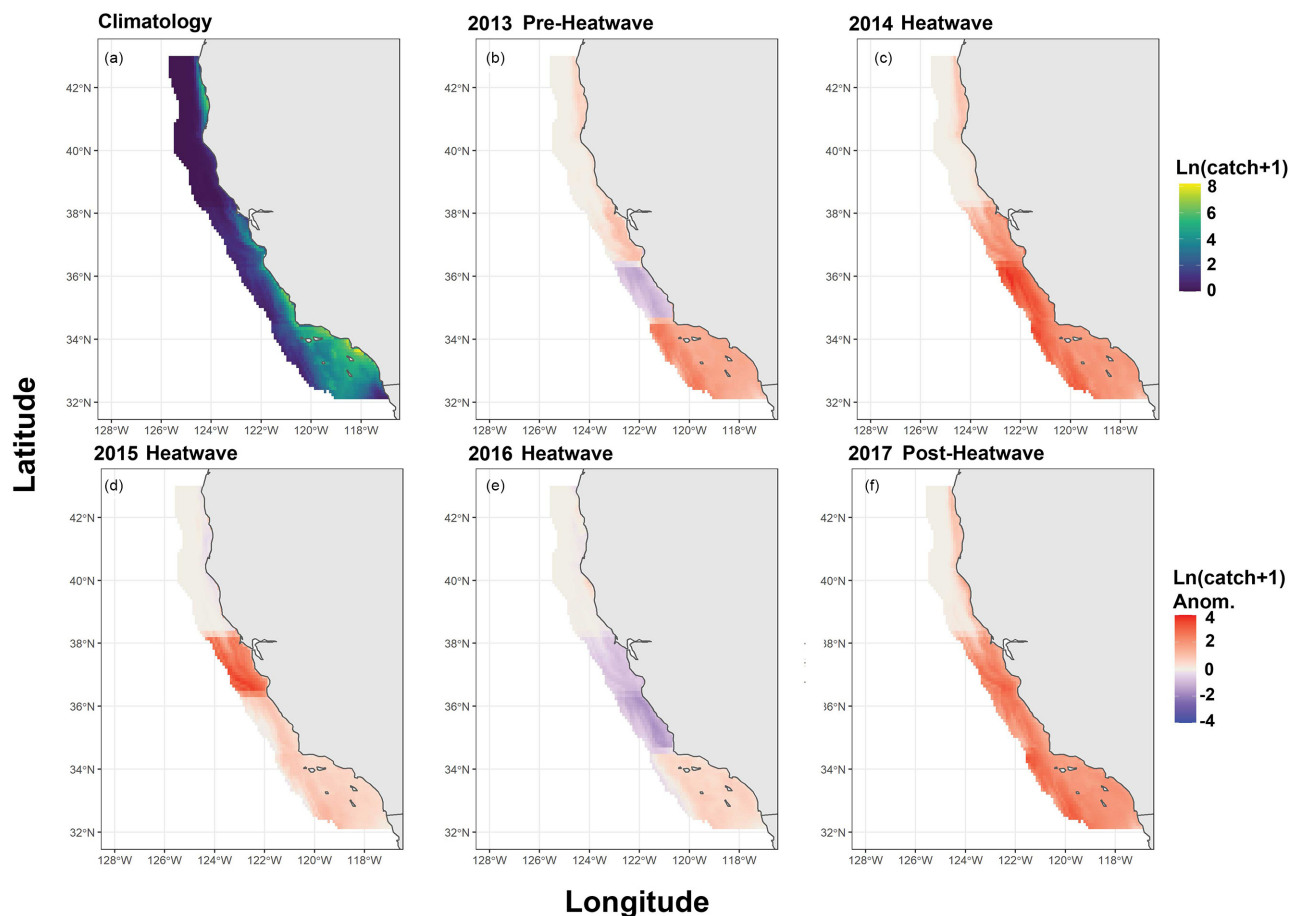 Climatology
2013 Pre-Heatwave
2014 Heatwave
(a)
(b)
(c)
42°N
40°N
38°N
36°N
34°N
32°N
128°W 126°W 124°W 122°W 120°W 118°W
42°N
40°N
38°N
36°N
34°N
32°N
128°W 126°W 124°W 122°W 120°W 118°W
42°N
40°N
38°N
36°N
34°N
32°N
128°W 126°W 124°W 122°W 120°W 118°W
Ln(catch+1)
8
6
4
2
0
Latitude
2015 Heatwave
2016 Heatwave
2017 Post-Heatwave
(d)
(e)
(f)
42°N
40°N
38°N
36°N
34°N
32°N
128°W 126°W 124°W 122°W 120°W 118°W
42°N
40°N
38°N
36°N
34°N
32°N
128°W 126°W 124°W 122°W 120°W 118°W
42°N
40°N
38°N
36°N
34°N
32°N
128°W 126°W 124°W 122°W 120°W 118°W
Ln(catch+1)
Anom.
4
2
0
-2
-4
Longitude